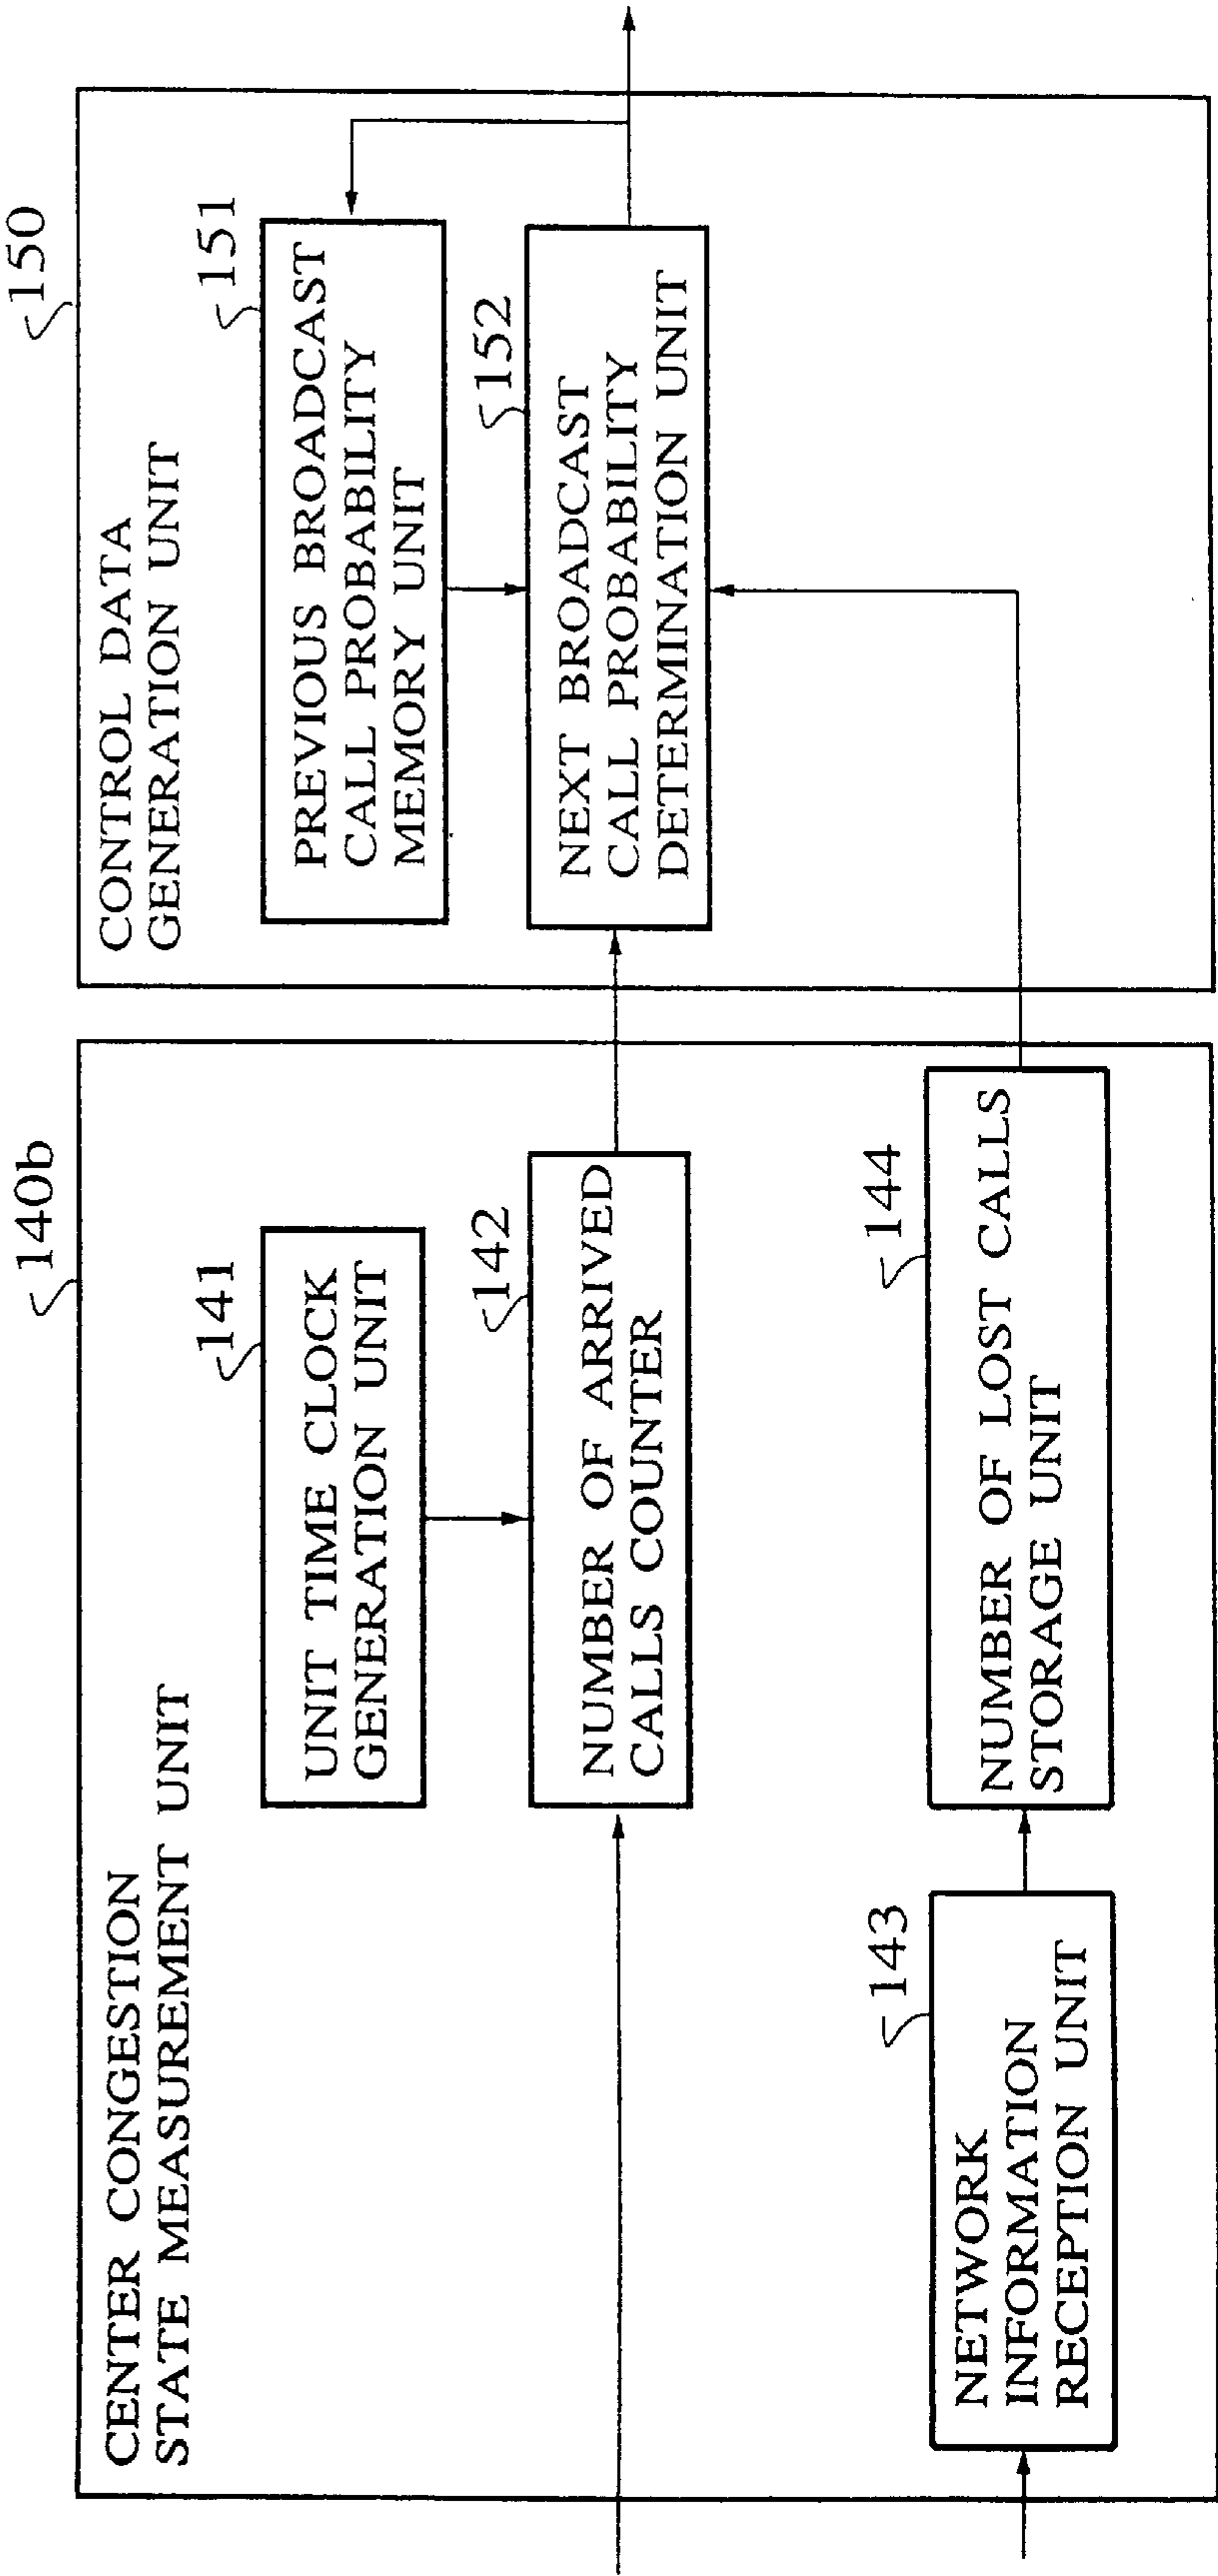 140b
CENTER CONGESTION
STATE MEASUREMENT UNIT
141
UNIT TIME CLOCK
GENERATION UNIT
142
NUMBER OF ARRIVED
CALLS COUNTER
143
NETWORK
INFORMATION
RECEPTION UNIT
144
NUMBER OF LOST CALLS
STORAGE UNIT
150
CONTROL DATA
GENERATION UNIT
151
PREVIOUS BROADCAST
CALL PROBABILITY
MEMORY UNIT
152
NEXT BROADCAST
CALL PROBABILITY
DETERMINATION UNIT